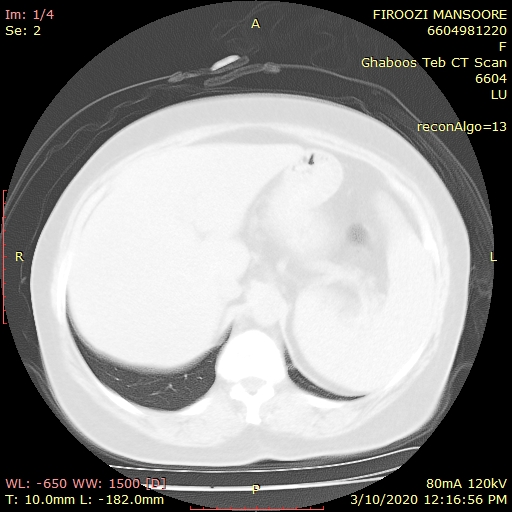 Im: 1/4
Se: 2
A
FIROOZI MANSOORE
6604981220
F
Ghaboos Teb CT Scan
6604
LU
reconAlgo=13
R
L
WL: -650 WW: 1500 [D]
T: 10.0mm L: -182.0mm
P
80mA 120kV
3/10/2020 12:16:56 PM